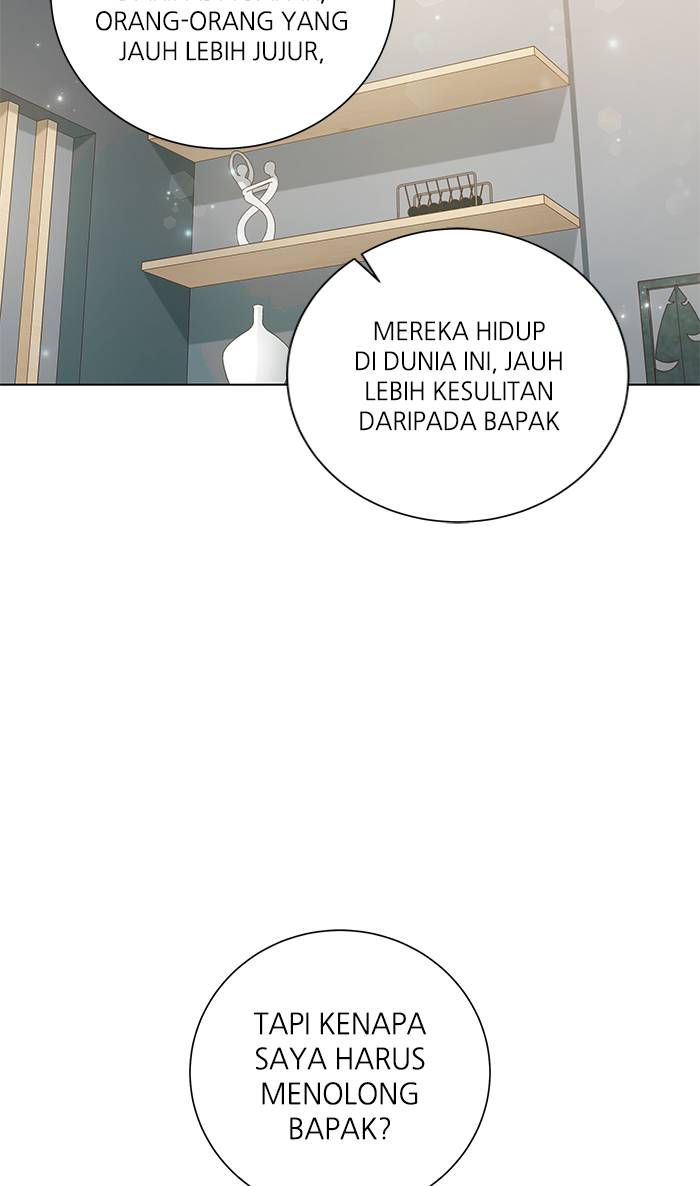 ORANG-ORANG YANG
JAUH LEBIH JUJUR,
MEREKA HIDUP
DI DUNIA INI, JAUH
LEBIH KESULITAN
DARIPADA BAPAK
TAPI KENAPA
SAYA HARUS
MENOLONG
BAPAK?